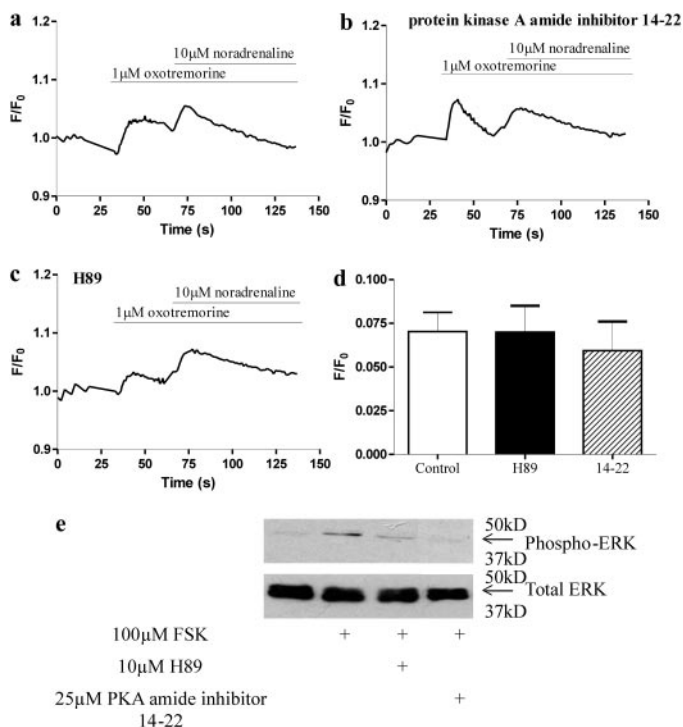 a
10µM noradrenaline
1µM oxotremorine
F/F0
1.2
1.1
1.0
0.9
0 25 50 75 100 125 150
Time (s)
b
protein kinase A amide inhibitor 14-22
10µM noradrenaline
1µM oxotremorine
F/F0
1.2
1.1
1.0
0.9
0 25 50 75 100 125 150
Time (s)
c
H89
10µM noradrenaline
1µM oxotremorine
F/F0
1.2
1.1
1.0
0.9
0 25 50 75 100 125 150
Time (s)
d
F/F0
0.100
0.075
0.050
0.025
0.000
Control H89 14-22
e
50kD
Phospho-ERK
37kD
50kD
Total ERK
37kD
100µM FSK + + +
10µM H89 +
25µM PKA amide inhibitor +
14-22